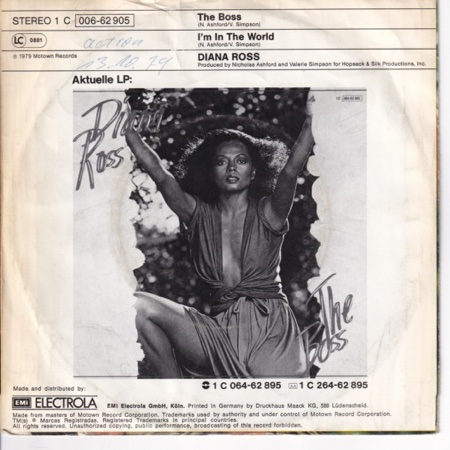 STEREO 1 C 006-62 905
The Boss
(N. Ashford/V. Simpson)
LC 0881
I'm In The World
(N. Ashford/V. Simpson)
℗ 1979 Motown Records
DIANA ROSS
Produced by Nicholas Ashford and Valerie Simpson for Hopsack & Silk Productions, Inc.
13.10.79
Aktuelle LP:
Diana
Ross
The
Boss
1 C 064-62 895 1 C 264-62 895
Made and distributed by:
EMI ELECTROLA EMI Electrola GmbH, Köln. Printed in Germany by Druckhaus Maack KG, 588 Lüdenscheid.
Made from masters of Motown Record Corporation. Trademarks used by authority and under control of Motown Record Corporation.
TM(s) ® Marcas Registradas. Registered Trademarks in principal countries.
All rights reserved. Unauthorized copying, public performance, broadcasting of this record forbidden.